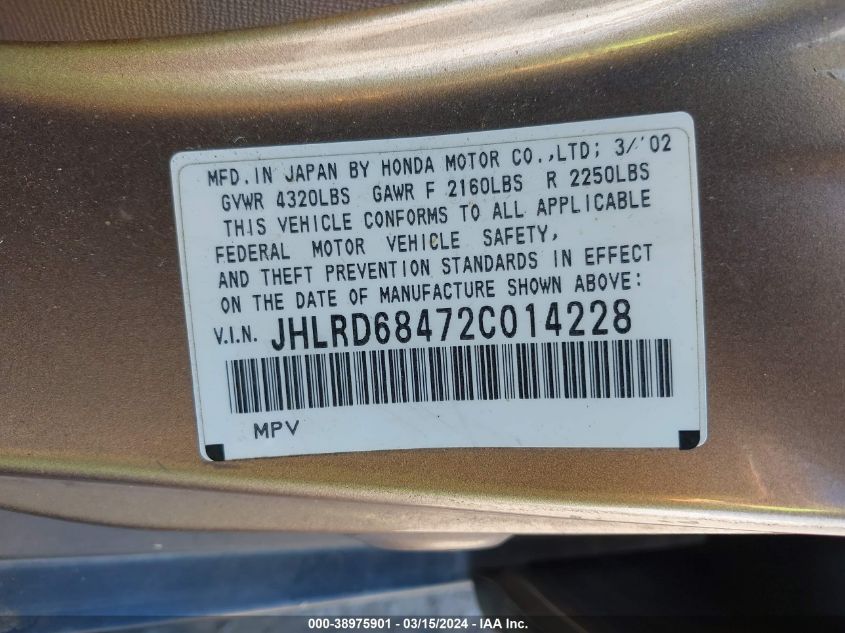 MFD. IN JAPAN BY HONDA MOTOR CO.,LTD; 3/'02
GVWR 4320LBS GAWR F 2160LBS R 2250LBS
THIS VEHICLE CONFORMS TO ALL APPLICABLE
FEDERAL MOTOR VEHICLE SAFETY,
AND THEFT PREVENTION STANDARDS IN EFFECT
ON THE DATE OF MANUFACTURE SHOWN ABOVE:
V.I.N. JHLRD68472C014228
MPV
000-38975901 - 03/15/2024 - IAA Inc.